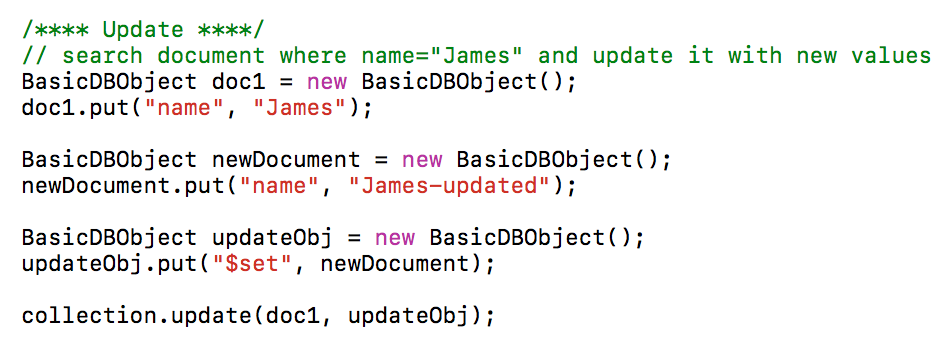 /**** Update ****/
// search document where name="James" and update it with new values
BasicDBObject doc1 = new BasicDBObject();
doc1.put("name", "James");
BasicDBObject newDocument = new BasicDBObject();
newDocument.put("name", "James-updated");
BasicDBObject updateObj = new BasicDBObject();
updateObj.put("$set", newDocument);
collection.update(doc1, updateObj);